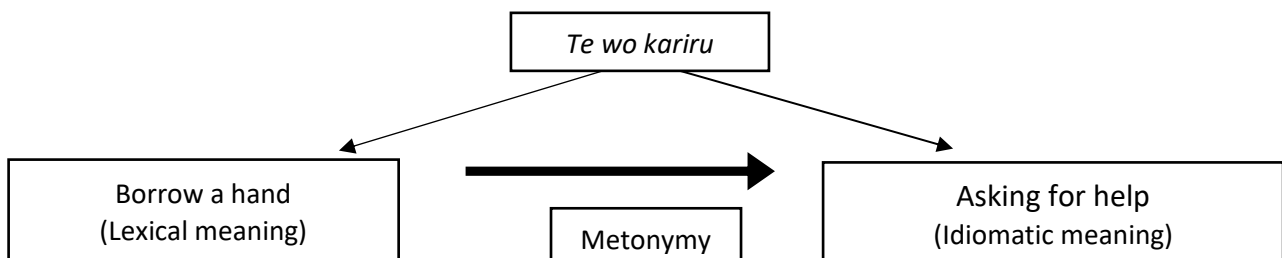 Te wo kariru
Borrow a hand
(Lexical meaning)
Metonymy
Asking for help
(Idiomatic meaning)